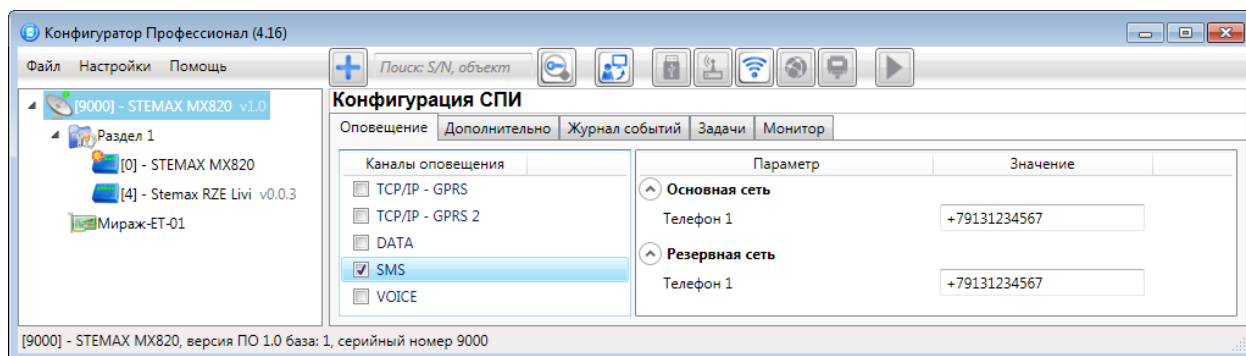 Конфигуратор Профессионал (4.16)
Файл Настройки Помощь
Поиск: S/N, объект
[9000] - STEMAX MX820 v1.0
Раздел 1
[0] - STEMAX MX820
[4] - Stemax RZE Livi v0.0.3
Мираж-ET-01
Конфигурация СПИ
Оповещение Дополнительно Журнал событий Задачи Монитор
Каналы оповещения
TCP/IP - GPRS
TCP/IP - GPRS 2
DATA
SMS
VOICE
Параметр Значение
Основная сеть
Телефон 1 +79131234567
Резервная сеть
Телефон 1 +79131234567
[9000] - STEMAX MX820, версия ПО 1.0 база: 1, серийный номер 9000